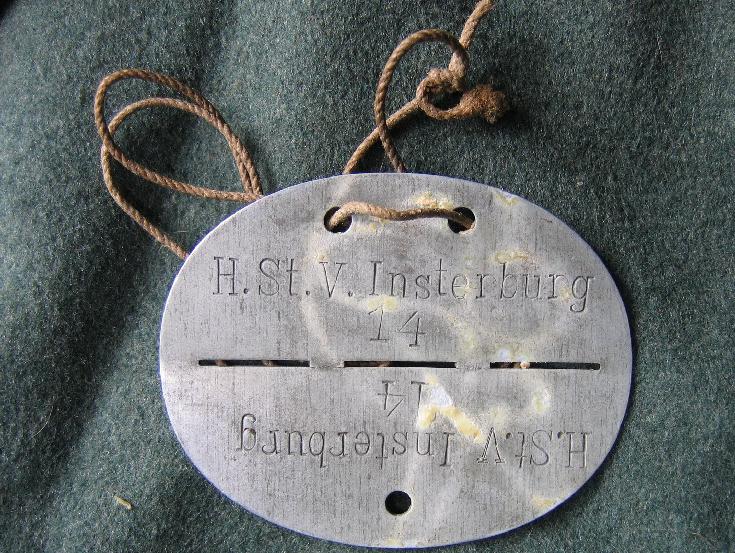 H. St. V. Insterburg
14
14
H.St.V. Insterburg